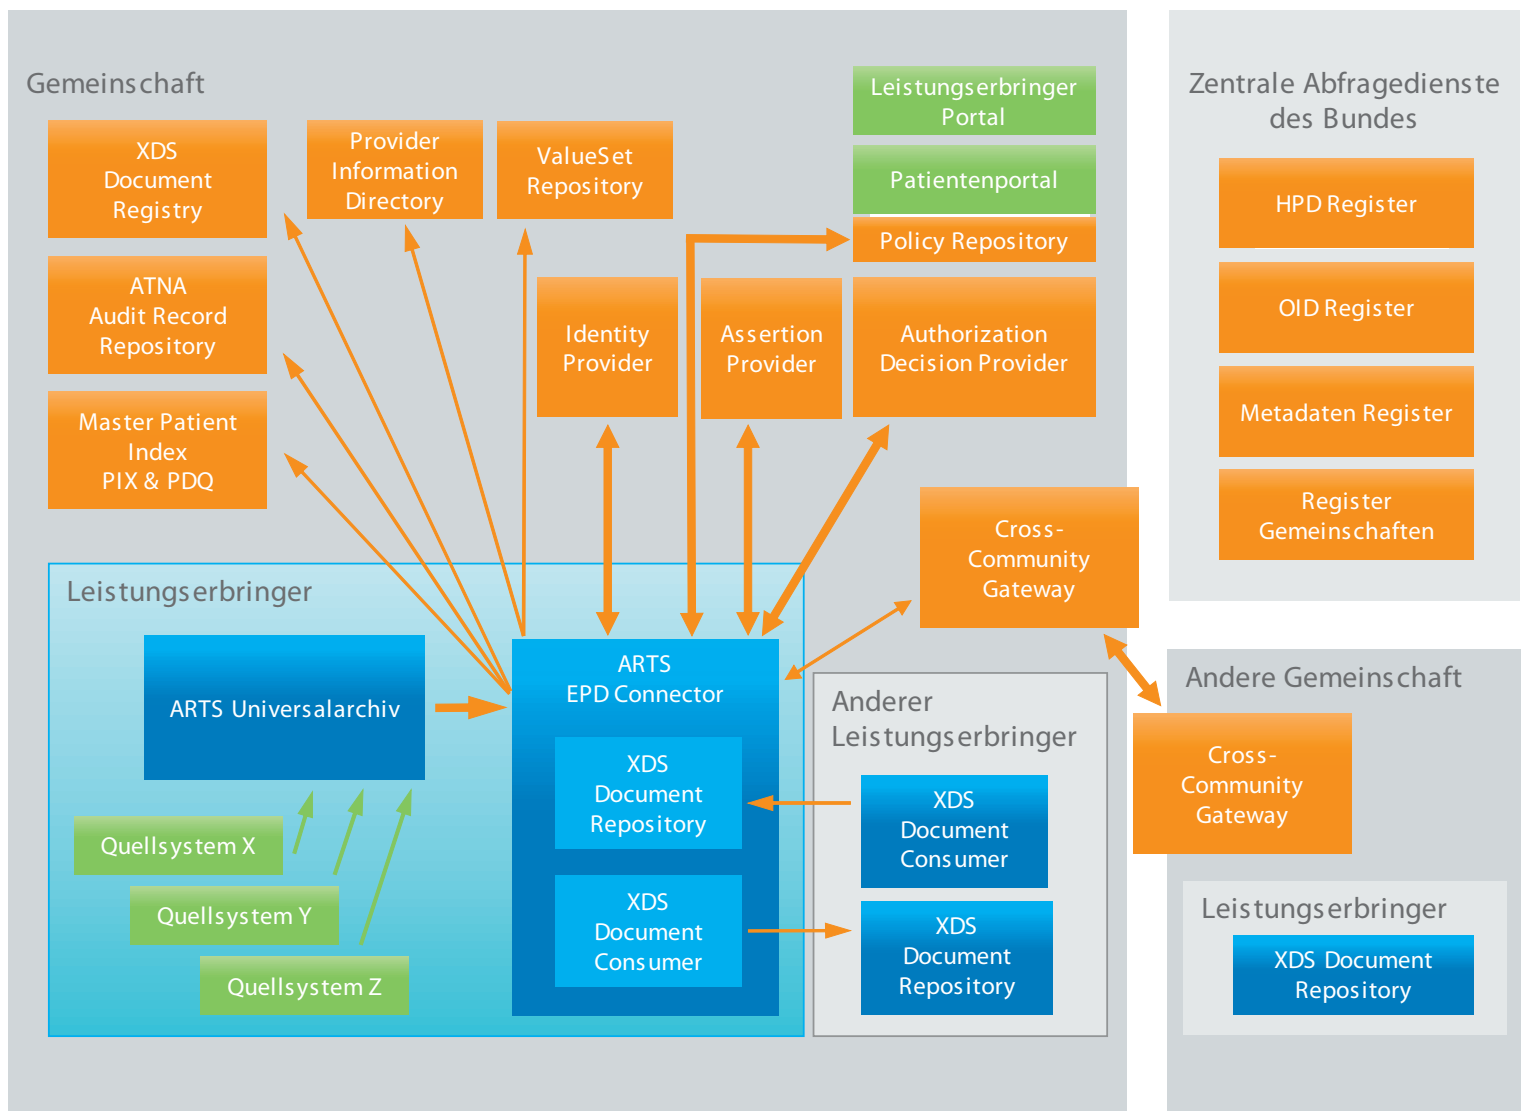 Gemeinschaft
XDS
Document
Registry
Provider
Information
Directory
ValueSet
Repository
Leistungserbringer
Portal
Patientenportal
Policy Repository
ATNA
Audit Record
Repository
Identity
Provider
Assertion
Provider
Authorization
Decision Provider
Master Patient
Index
PIX & PDQ
Cross-
Community
Gateway
Leistungserbringer
ARTS Universalarchiv
ARTS
EPD Connector
XDS
Document
Repository
XDS
Document
Consumer
Quellsystem X
Quellsystem Y
Quellsystem Z
Anderer
Leistungserbringer
XDS
Document
Consumer
XDS
Document
Repository
Zentrale Abfragedienste
des Bundes
HPD Register
OID Register
Metadaten Register
Register
Gemeinschaften
Andere Gemeinschaft
Cross-
Community
Gateway
Leistungserbringer
XDS Document
Repository